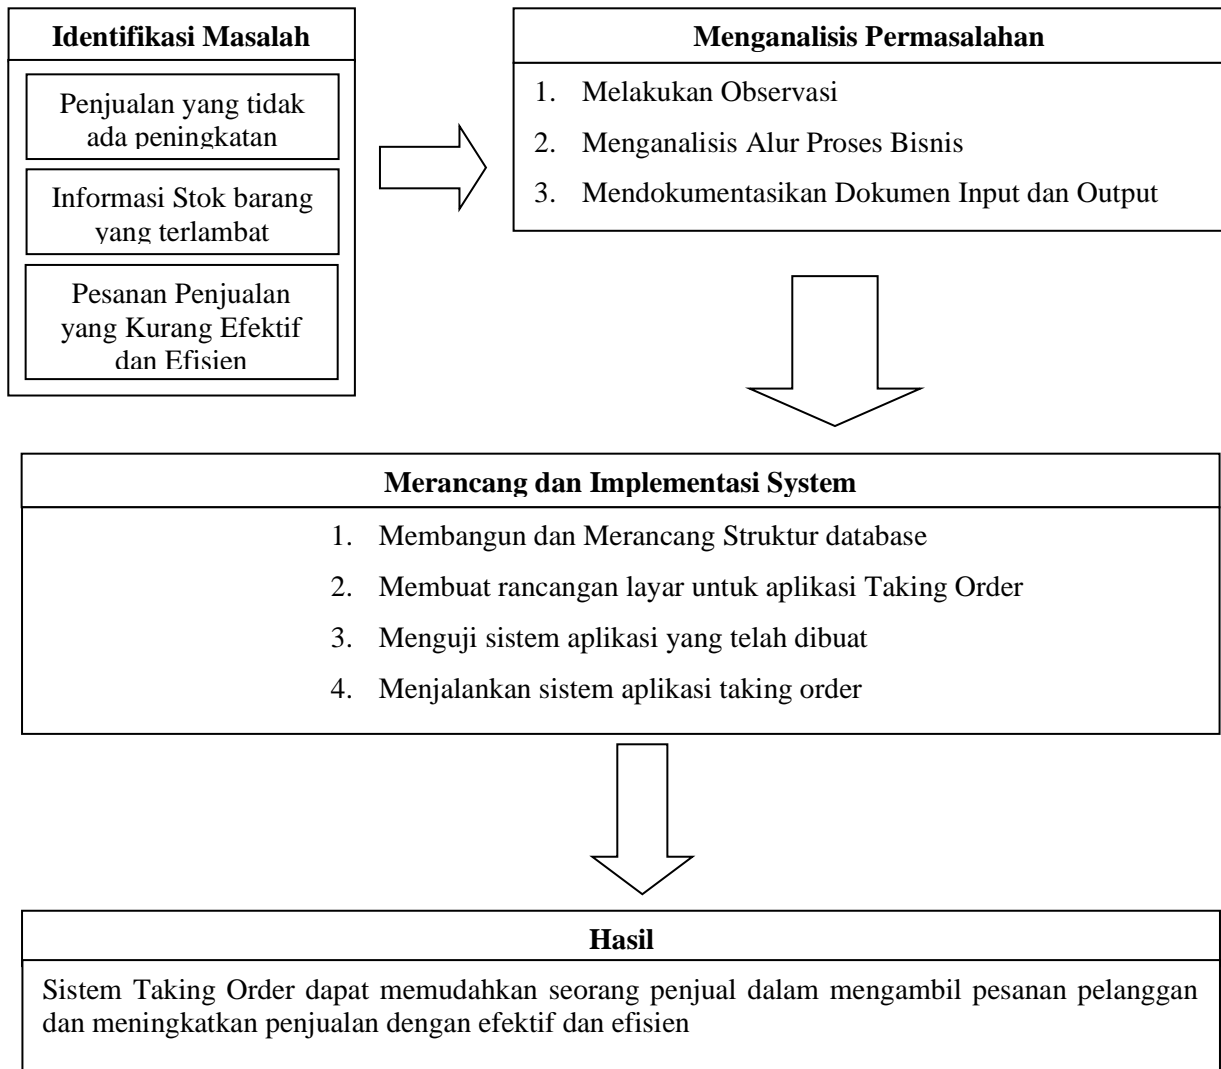 Identifikasi Masalah
Penjualan yang tidak
ada peningkatan
Informasi Stok barang
yang terlambat
Pesanan Penjualan
yang Kurang Efektif
dan Efisien
Menganalisis Permasalahan
1. Melakukan Observasi
2. Menganalisis Alur Proses Bisnis
3. Mendokumentasikan Dokumen Input dan Output
Merancang dan Implementasi System
1. Membangun dan Merancang Struktur database
2. Membuat rancangan layar untuk aplikasi Taking Order
3. Menguji sistem aplikasi yang telah dibuat
4. Menjalankan sistem aplikasi taking order
Hasil
Sistem Taking Order dapat memudahkan seorang penjual dalam mengambil pesanan pelanggan
dan meningkatkan penjualan dengan efektif dan efisien